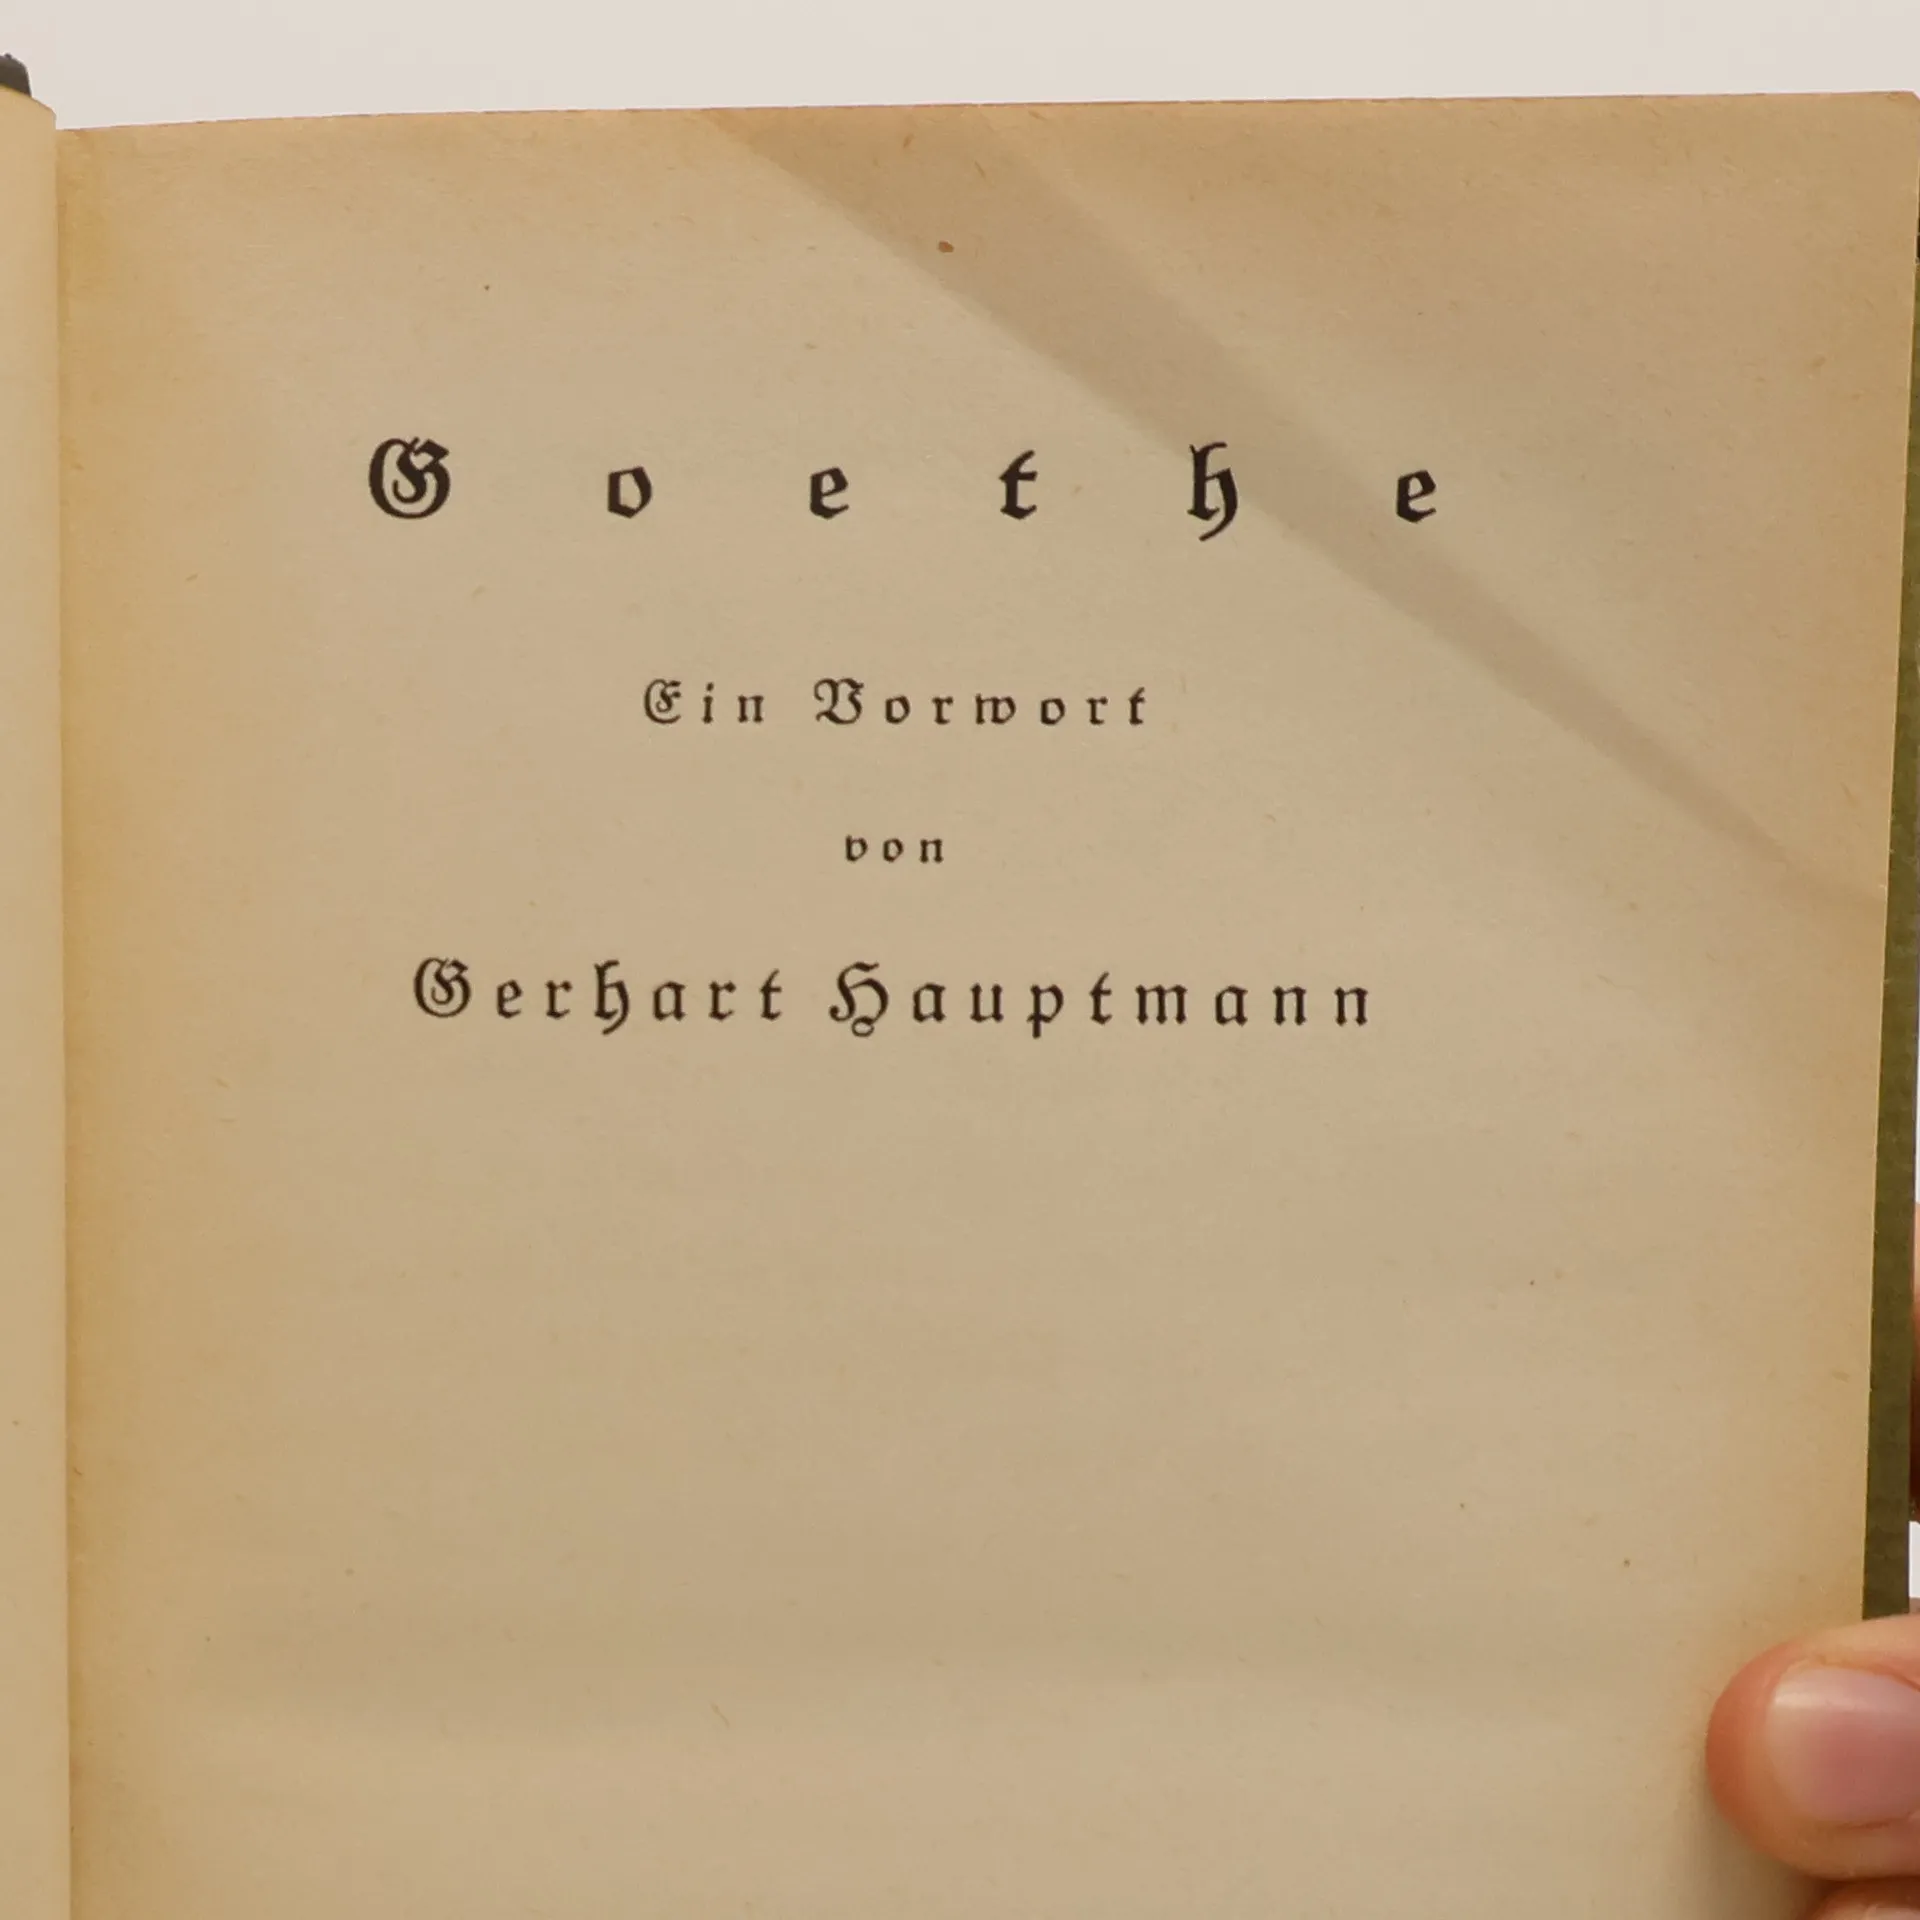 Goethe
Ein Vorwort
von
Gerhart Hauptmann